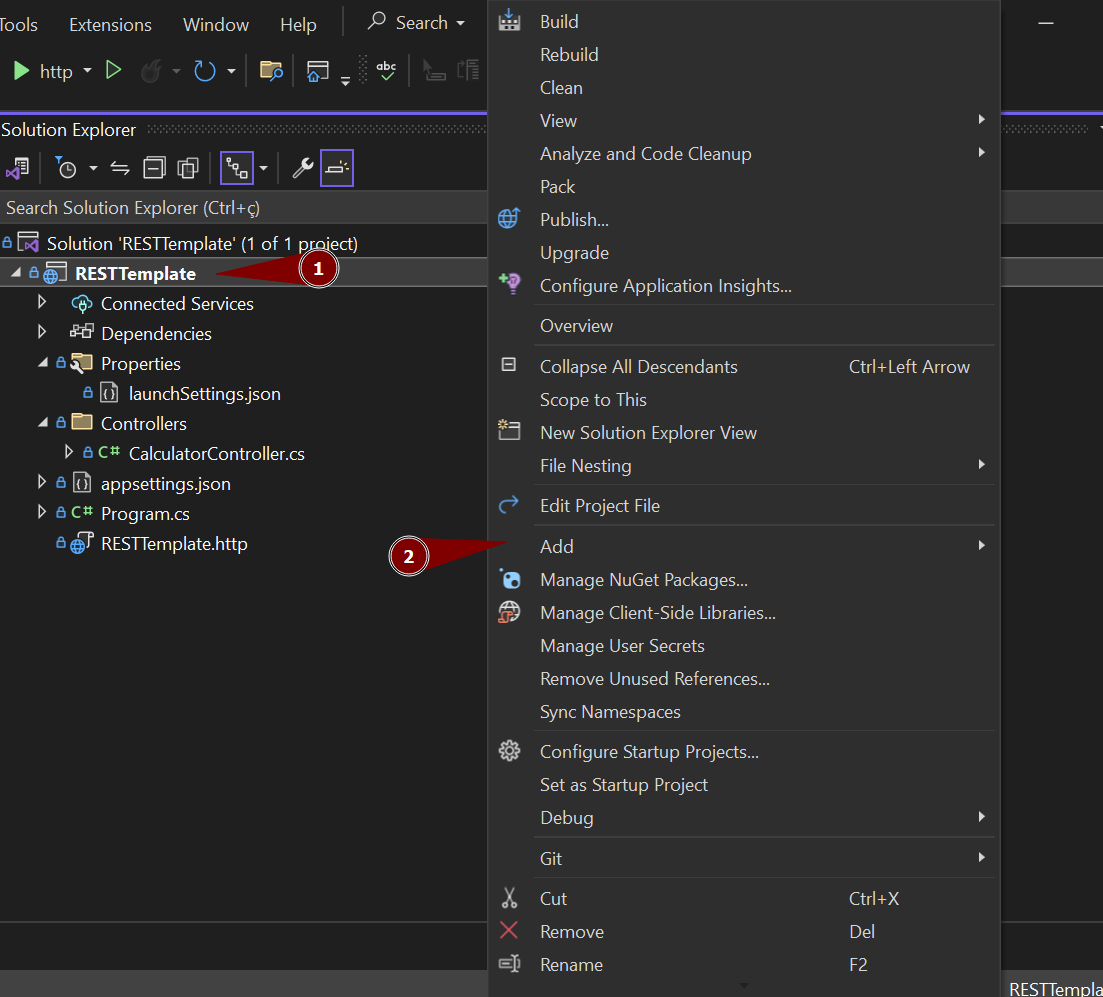 Tools Extensions Window Help Search
http
abc
Solution Explorer
Search Solution Explorer (Ctrl+ç)
Solution 'RESTTemplate' (1 of 1 project)
RESTTemplate
1
Connected Services
Dependencies
Properties
launchSettings.json
Controllers
C# CalculatorController.cs
appsettings.json
C# Program.cs
RESTTemplate.http
2
Build
Rebuild
Clean
View
Analyze and Code Cleanup
Pack
Publish...
Upgrade
Configure Application Insights...
Overview
Collapse All Descendants Ctrl+Left Arrow
Scope to This
New Solution Explorer View
File Nesting
Edit Project File
Add
Manage NuGet Packages...
Manage Client-Side Libraries...
Manage User Secrets
Remove Unused References...
Sync Namespaces
Configure Startup Projects...
Set as Startup Project
Debug
Git
Cut Ctrl+X
Remove Del
Rename F2
RESTTempla